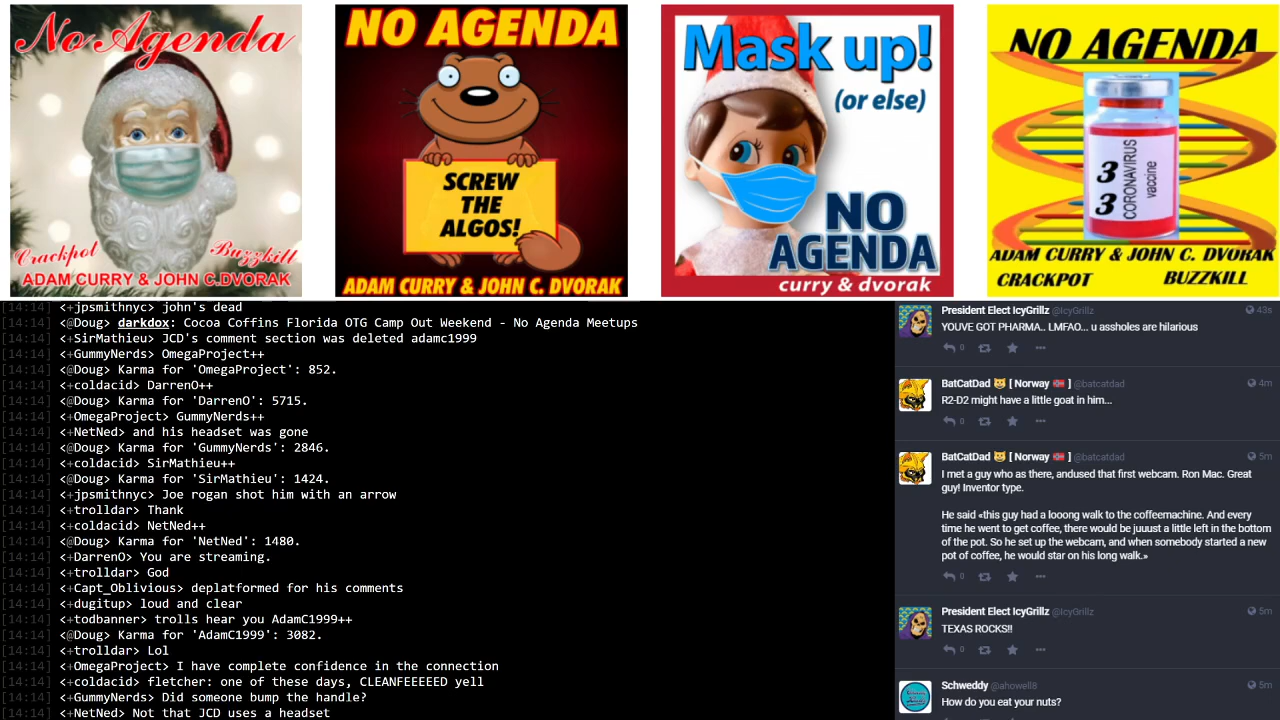 No Agenda
Crackpot
Buzzkill
ADAM CURRY & JOHN C.DVORAK
NO AGENDA
SCREW
THE
ALGOS!
ADAM CURRY & JOHN C. DVORAK
Mask up!
(or else)
NO
AGENDA
curry & dvorak
NO AGENDA
33
CORONAVIRUS
vaccine
ADAM CURRY & JOHN C. DVORAK
CRACKPOT
BUZZKILL
[14:14] <+jpsmithnyc> john's dead
[14:14] <@Doug> darkdox: Cocoa Coffins Florida OTG Camp Out Weekend - No Agenda Meetups
[14:14] <+SirMathieu> JCD's comment section was deleted adamc1999
[14:14] <+GummyNerds> OmegaProject++
[14:14] <@Doug> Karma for 'OmegaProject': 852.
[14:14] <+coldacid> DarrenO++
[14:14] <@Doug> Karma for 'DarrenO': 5715.
[14:14] <+OmegaProject> GummyNerds++
[14:14] <+NetNed> and his headset was gone
[14:14] <@Doug> Karma for 'GummyNerds': 2846.
[14:14] <+coldacid> SirMathieu++
[14:14] <@Doug> Karma for 'SirMathieu': 1424.
[14:14] <+jpsmithnyc> Joe rogan shot him with an arrow
[14:14] <+trolldar> Thank
[14:14] <+coldacid> NetNed++
[14:14] <@Doug> Karma for 'NetNed': 1480.
[14:14] <+DarrenO> You are streaming.
[14:14] <+trolldar> God
[14:14] <+Capt_Oblivious> deplatformed for his comments
[14:14] <+dugitup> loud and clear
[14:14] <+todbanner> trolls hear you AdamC1999++
[14:14] <@Doug> Karma for 'AdamC1999': 3082.
[14:14] <+trolldar> Lol
[14:14] <+OmegaProject> I have complete confidence in the connection
[14:14] <+coldacid> fletcher: one of these days, CLEANFEEEEED yell
[14:14] <+GummyNerds> Did someone bump the handle?
[14:14] <+NetNed> Not that JCD uses a headset
President Elect IcyGrillz @IcyGrillz 43s
YOUVE GOT PHARMA.. LMFAO... u assholes are hilarious
0
BatCatDad [ Norway ] @batcatdad 4m
R2-D2 might have a little goat in him...
0
BatCatDad [ Norway ] @batcatdad 5m
I met a guy who as there, andused that first webcam. Ron Mac. Great
guy! Inventor type.
He said «this guy had a looong walk to the coffeemachine. And every
time he went to get coffee, there would be juuust a little left in the bottom
of the pot. So he set up the webcam, and when somebody started a new
pot of coffee, he would star on his long walk.»
0
President Elect IcyGrillz @IcyGrillz 5m
TEXAS ROCKS!!
0
Schweddy @ahowell8 5m
How do you eat your nuts?